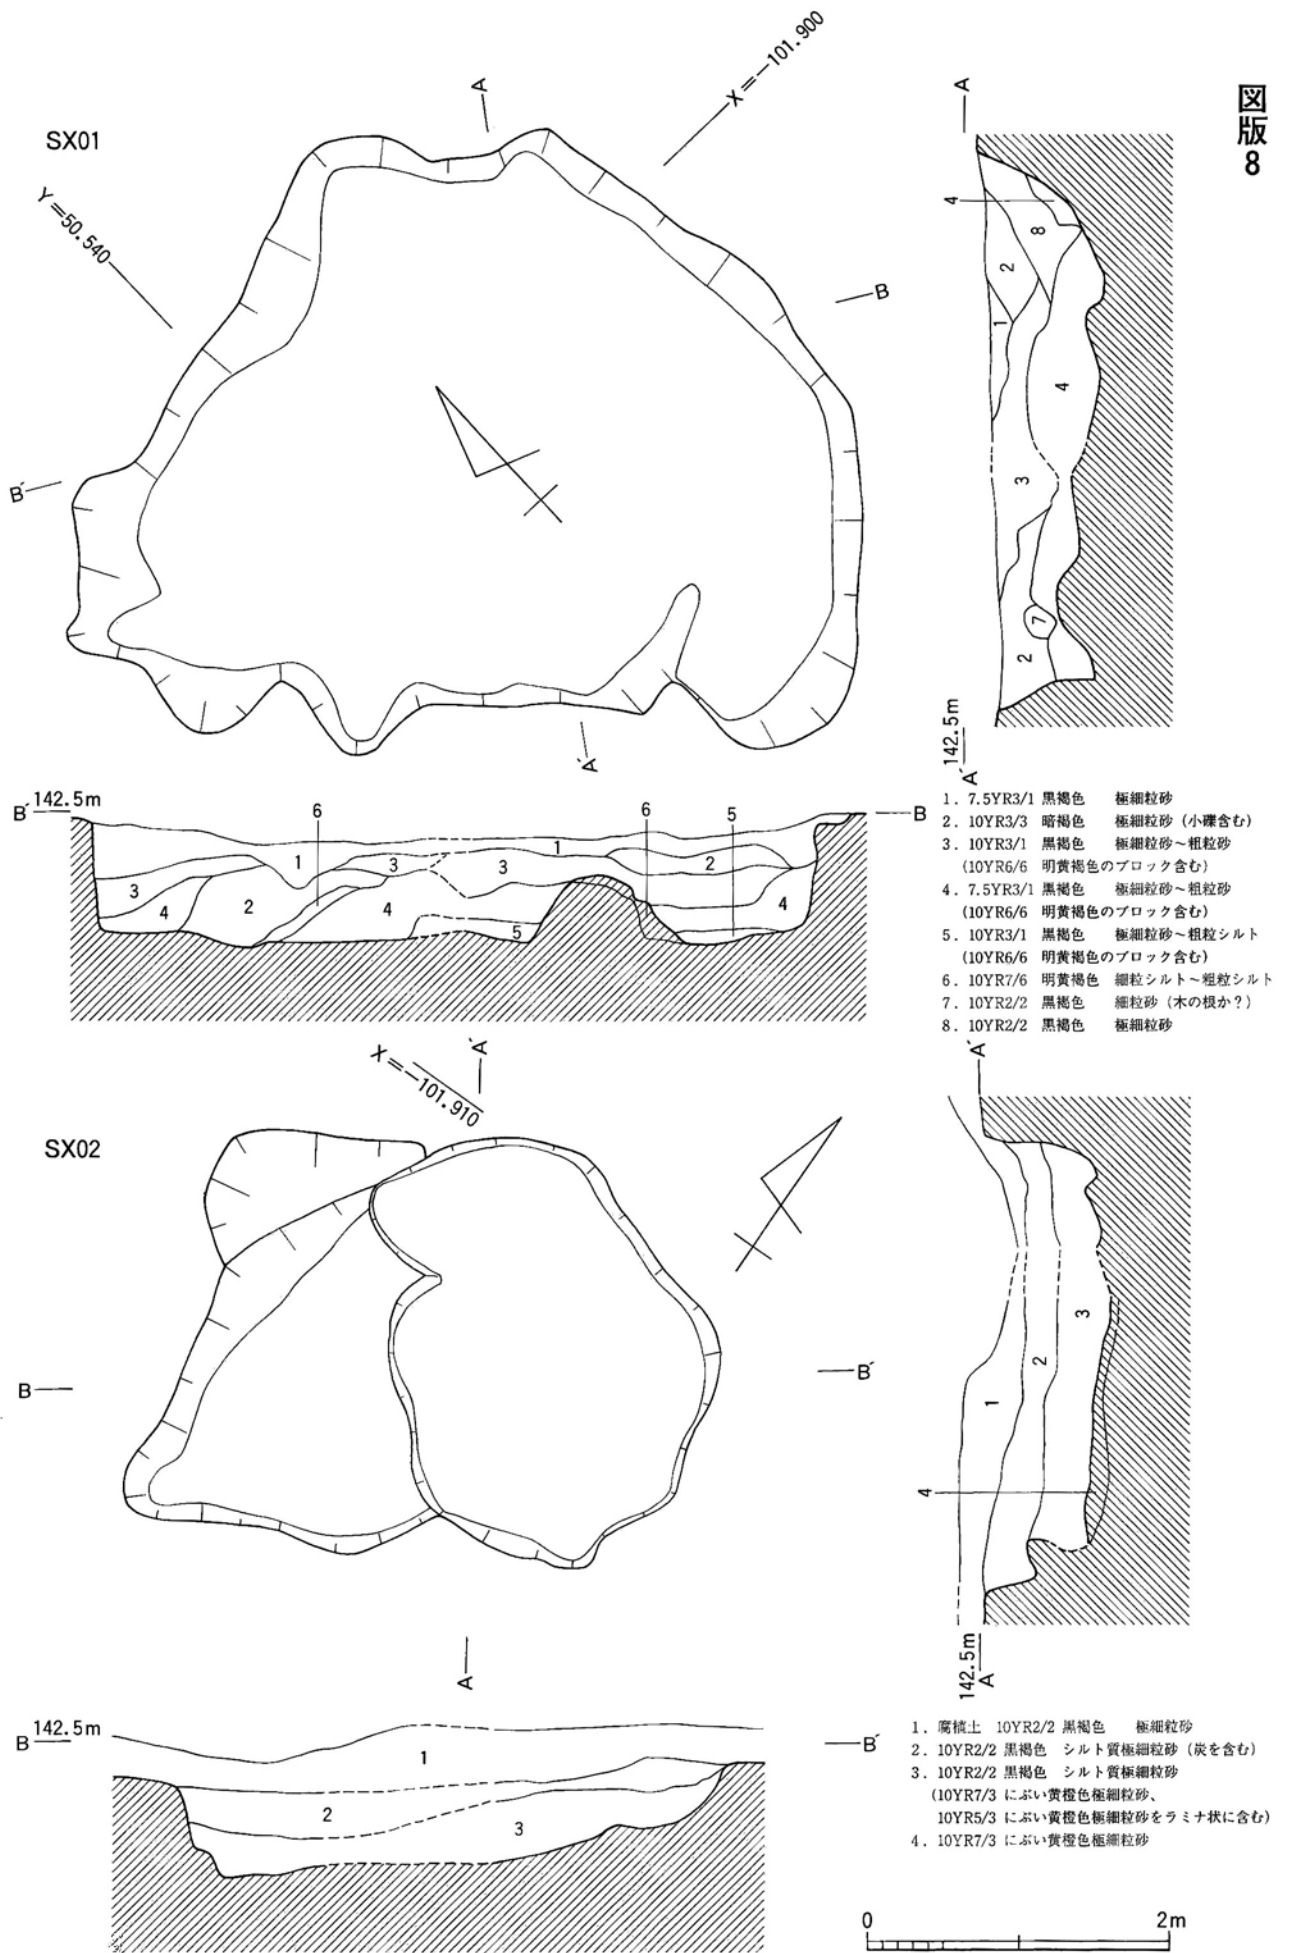 図版8
SX01
A
X=-101.900
Y=50.540
B
B´
A´
A
4
8
2
1
4
3
7
2
142.5m
A´
B´ 142.5m
B
6
6
5
1
1
3
3
3
2
4
2
4
4
5
1. 7.5YR3/1 黒褐色 極細粒砂
2. 10YR3/3 暗褐色 極細粒砂（小礫含む）
3. 10YR3/1 黒褐色 極細粒砂～粗粒砂
(10YR6/6 明黄褐色のブロック含む)
4. 7.5YR3/1 黒褐色 極細粒砂～粗粒砂
(10YR6/6 明黄褐色のブロック含む)
5. 10YR3/1 黒褐色 極細粒砂～粗粒シルト
(10YR6/6 明黄褐色のブロック含む)
6. 10YR7/6 明黄褐色 細粒シルト～粗粒シルト
7. 10YR2/2 黒褐色 細粒砂（木の根か？）
8. 10YR2/2 黒褐色 極細粒砂
SX02
X=-101.910
A´
B
B´
A
A´
3
2
1
4
142.5m
A
B 142.5m
B´
1
2
3
1. 腐植土 10YR2/2 黒褐色 極細粒砂
2. 10YR2/2 黒褐色 シルト質極細粒砂（炭を含む）
3. 10YR2/2 黒褐色 シルト質極細粒砂
(10YR7/3 にぶい黄橙色極細粒砂、
10YR5/3 にぶい黄橙色極細粒砂をラミナ状に含む)
4. 10YR7/3 にぶい黄橙色極細粒砂
0 2m